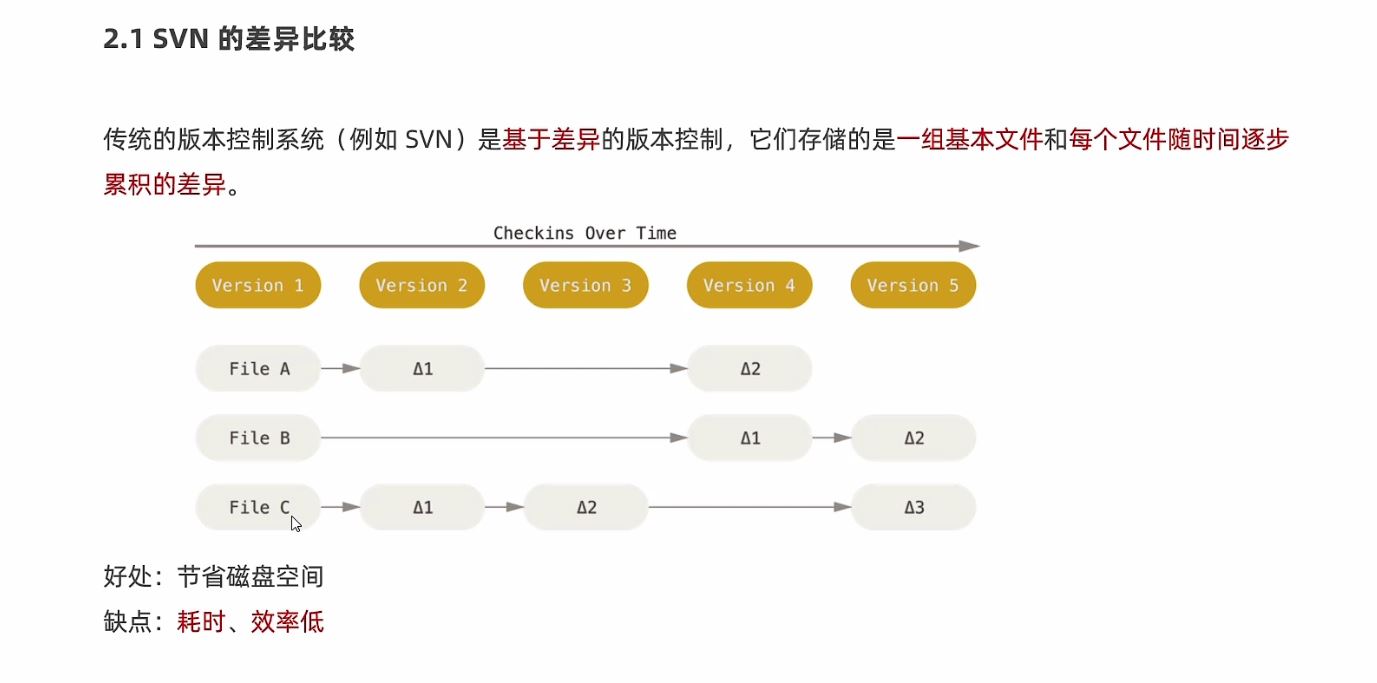 2.1 SVN 的差异比较
传统的版本控制系统（例如 SVN）是基于差异的版本控制，它们存储的是一组基本文件和每个文件随时间逐步
累积的差异。
Checkins Over Time
Version 1 Version 2 Version 3 Version 4 Version 5
File A Δ1 Δ2
File B Δ1 Δ2
File C Δ1 Δ2 Δ3
好处：节省磁盘空间
缺点：耗时、效率低